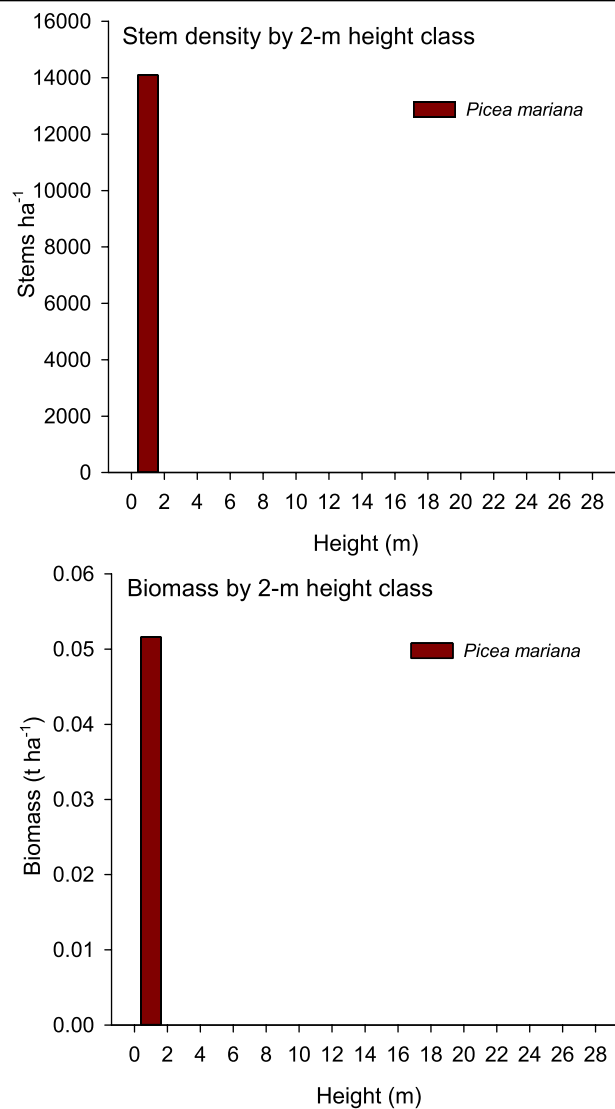 Stem density by 2-m height class
Picea mariana
Stems ha-1
16000
14000
12000
10000
8000
6000
4000
2000
0
0 2 4 6 8 10 12 14 16 18 20 22 24 26 28
Height (m)
Biomass by 2-m height class
Picea mariana
Biomass (t ha-1)
0.06
0.05
0.04
0.03
0.02
0.01
0.00
0 2 4 6 8 10 12 14 16 18 20 22 24 26 28
Height (m)